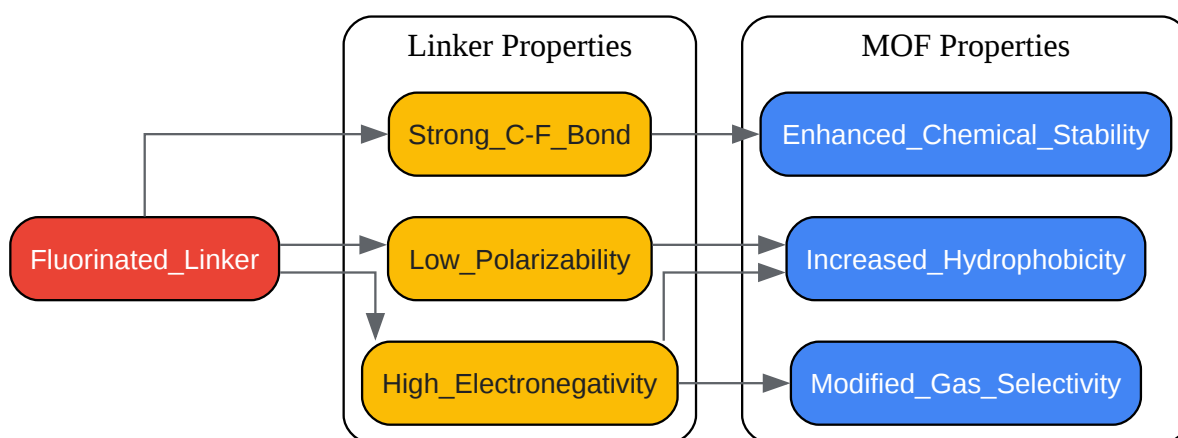 Linker Properties
MOF Properties
Strong_C-F_Bond
Enhanced_Chemical_Stability
Fluorinated_Linker
Low_Polarizability
Increased_Hydrophobicity
High_Electronegativity
Modified_Gas_Selectivity